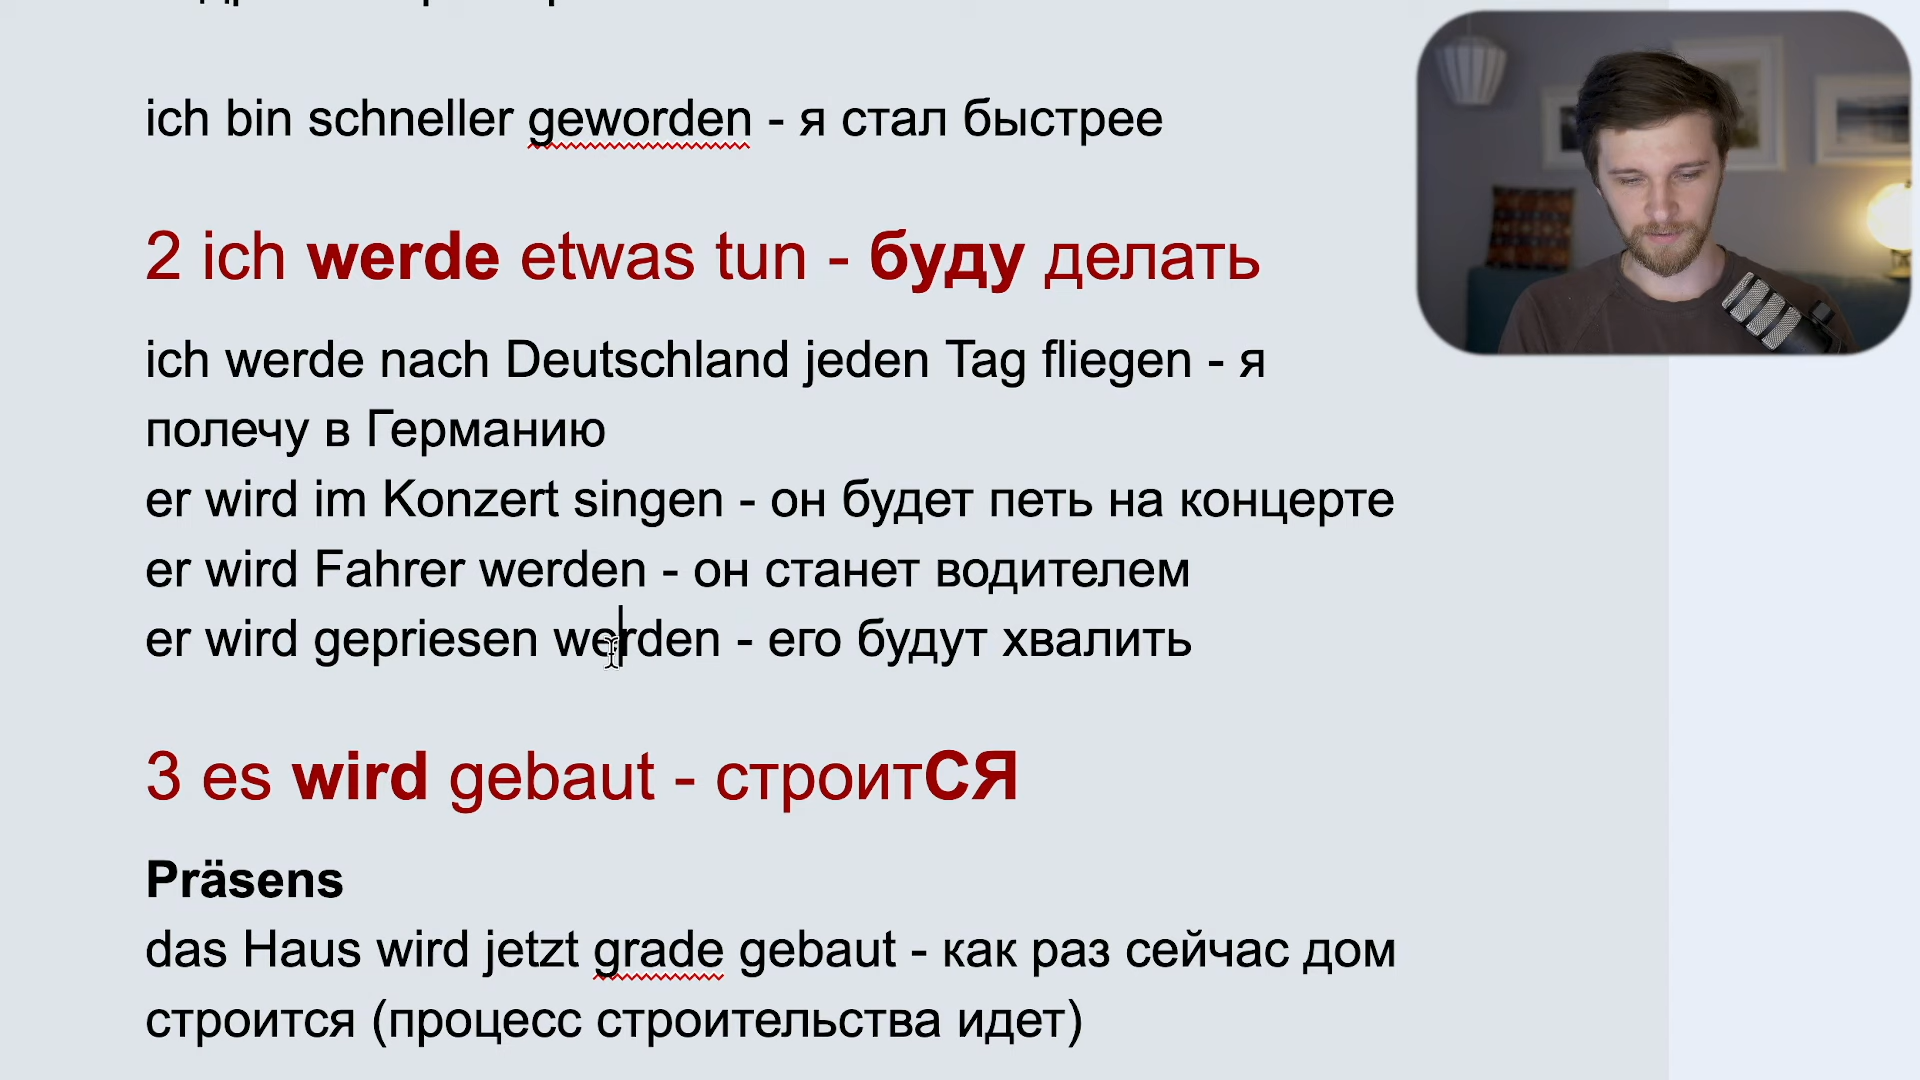 ich bin schneller geworden - я стал быстрее
2 ich werde etwas tun - буду делать
ich werde nach Deutschland jeden Tag fliegen - я
полечу в Германию
er wird im Konzert singen - он будет петь на концерте
er wird Fahrer werden - он станет водителем
er wird gepriesen werden - его будут хвалить
3 es wird gebaut - строитСЯ
Präsens
das Haus wird jetzt grade gebaut - как раз сейчас дом
строится (процесс строительства идет)